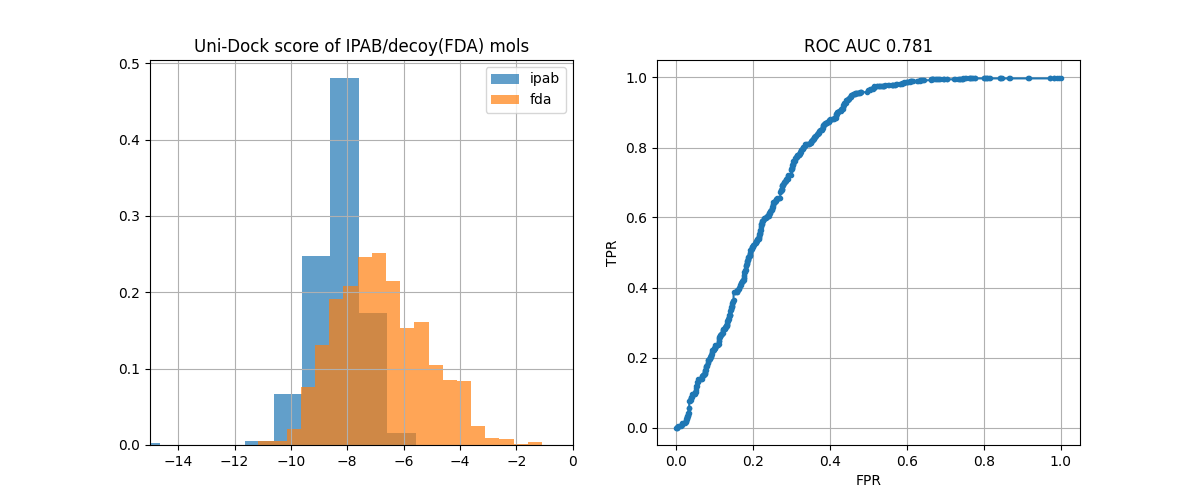 Uni-Dock score of IPAB/decoy(FDA) mols
ipab
fda
0.5
0.4
0.3
0.2
0.1
0.0
−14 −12 −10 −8 −6 −4 −2 0
ROC AUC 0.781
TPR
1.0
0.8
0.6
0.4
0.2
0.0
0.0 0.2 0.4 0.6 0.8 1.0
FPR